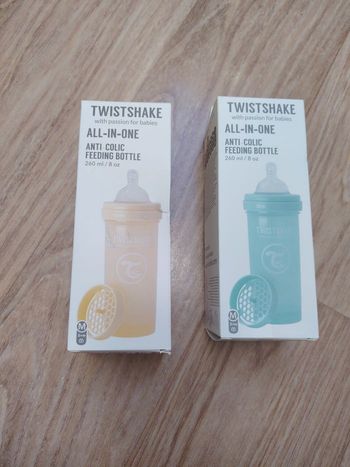 TWISTSHAKE
with passion for babies
ALL-IN-ONE
ANTI-COLIC
FEEDING BOTTLE
260 ml / 8 oz
M
TWISTSHAKE
with passion for babies
ALL-IN-ONE
ANTI-COLIC
FEEDING BOTTLE
260 ml / 8 oz
M